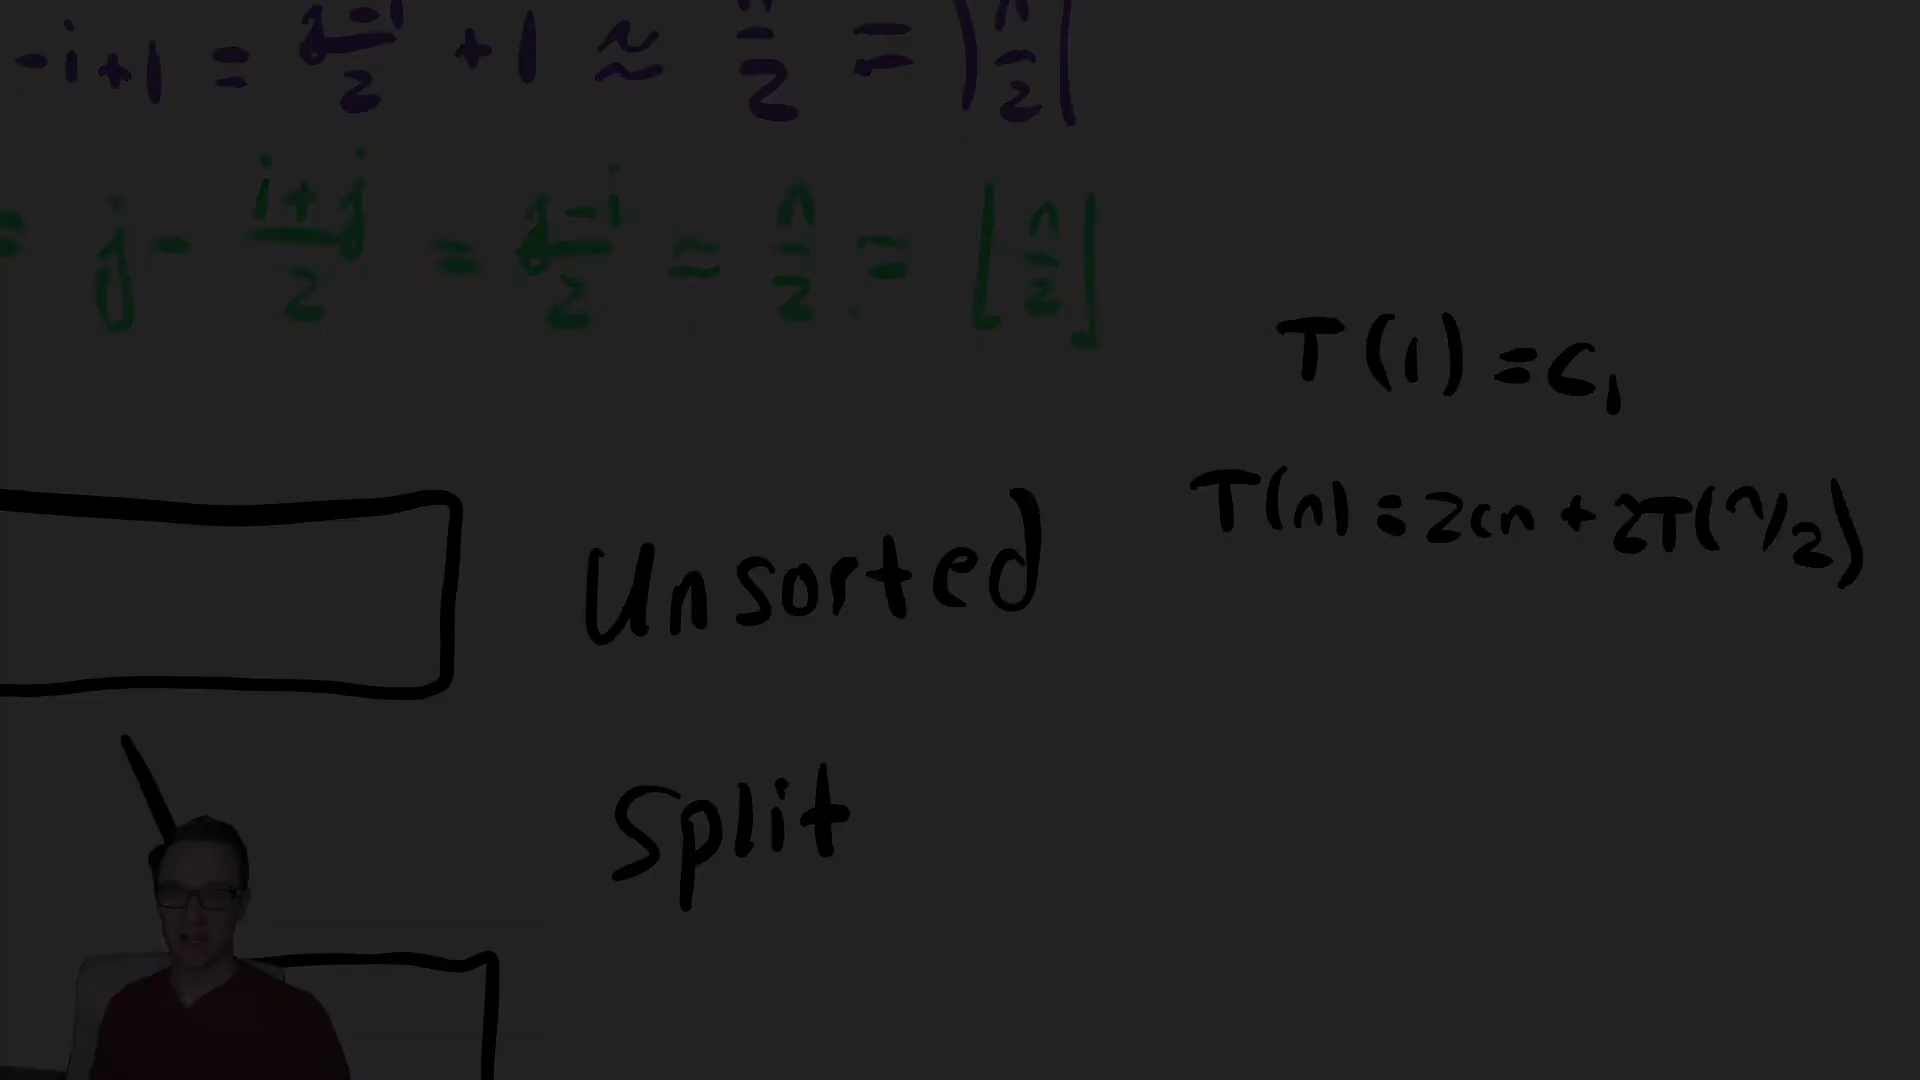 -i+1 = j-i/2 + 1 ≈ n/2 = ⌈n/2⌉
= j - i+j/2 = j-i/2 ≈ n/2 = ⌊n/2⌋
T(1) = C₁
T(n) = 2cn + 2T(n/2)
Unsorted
Split